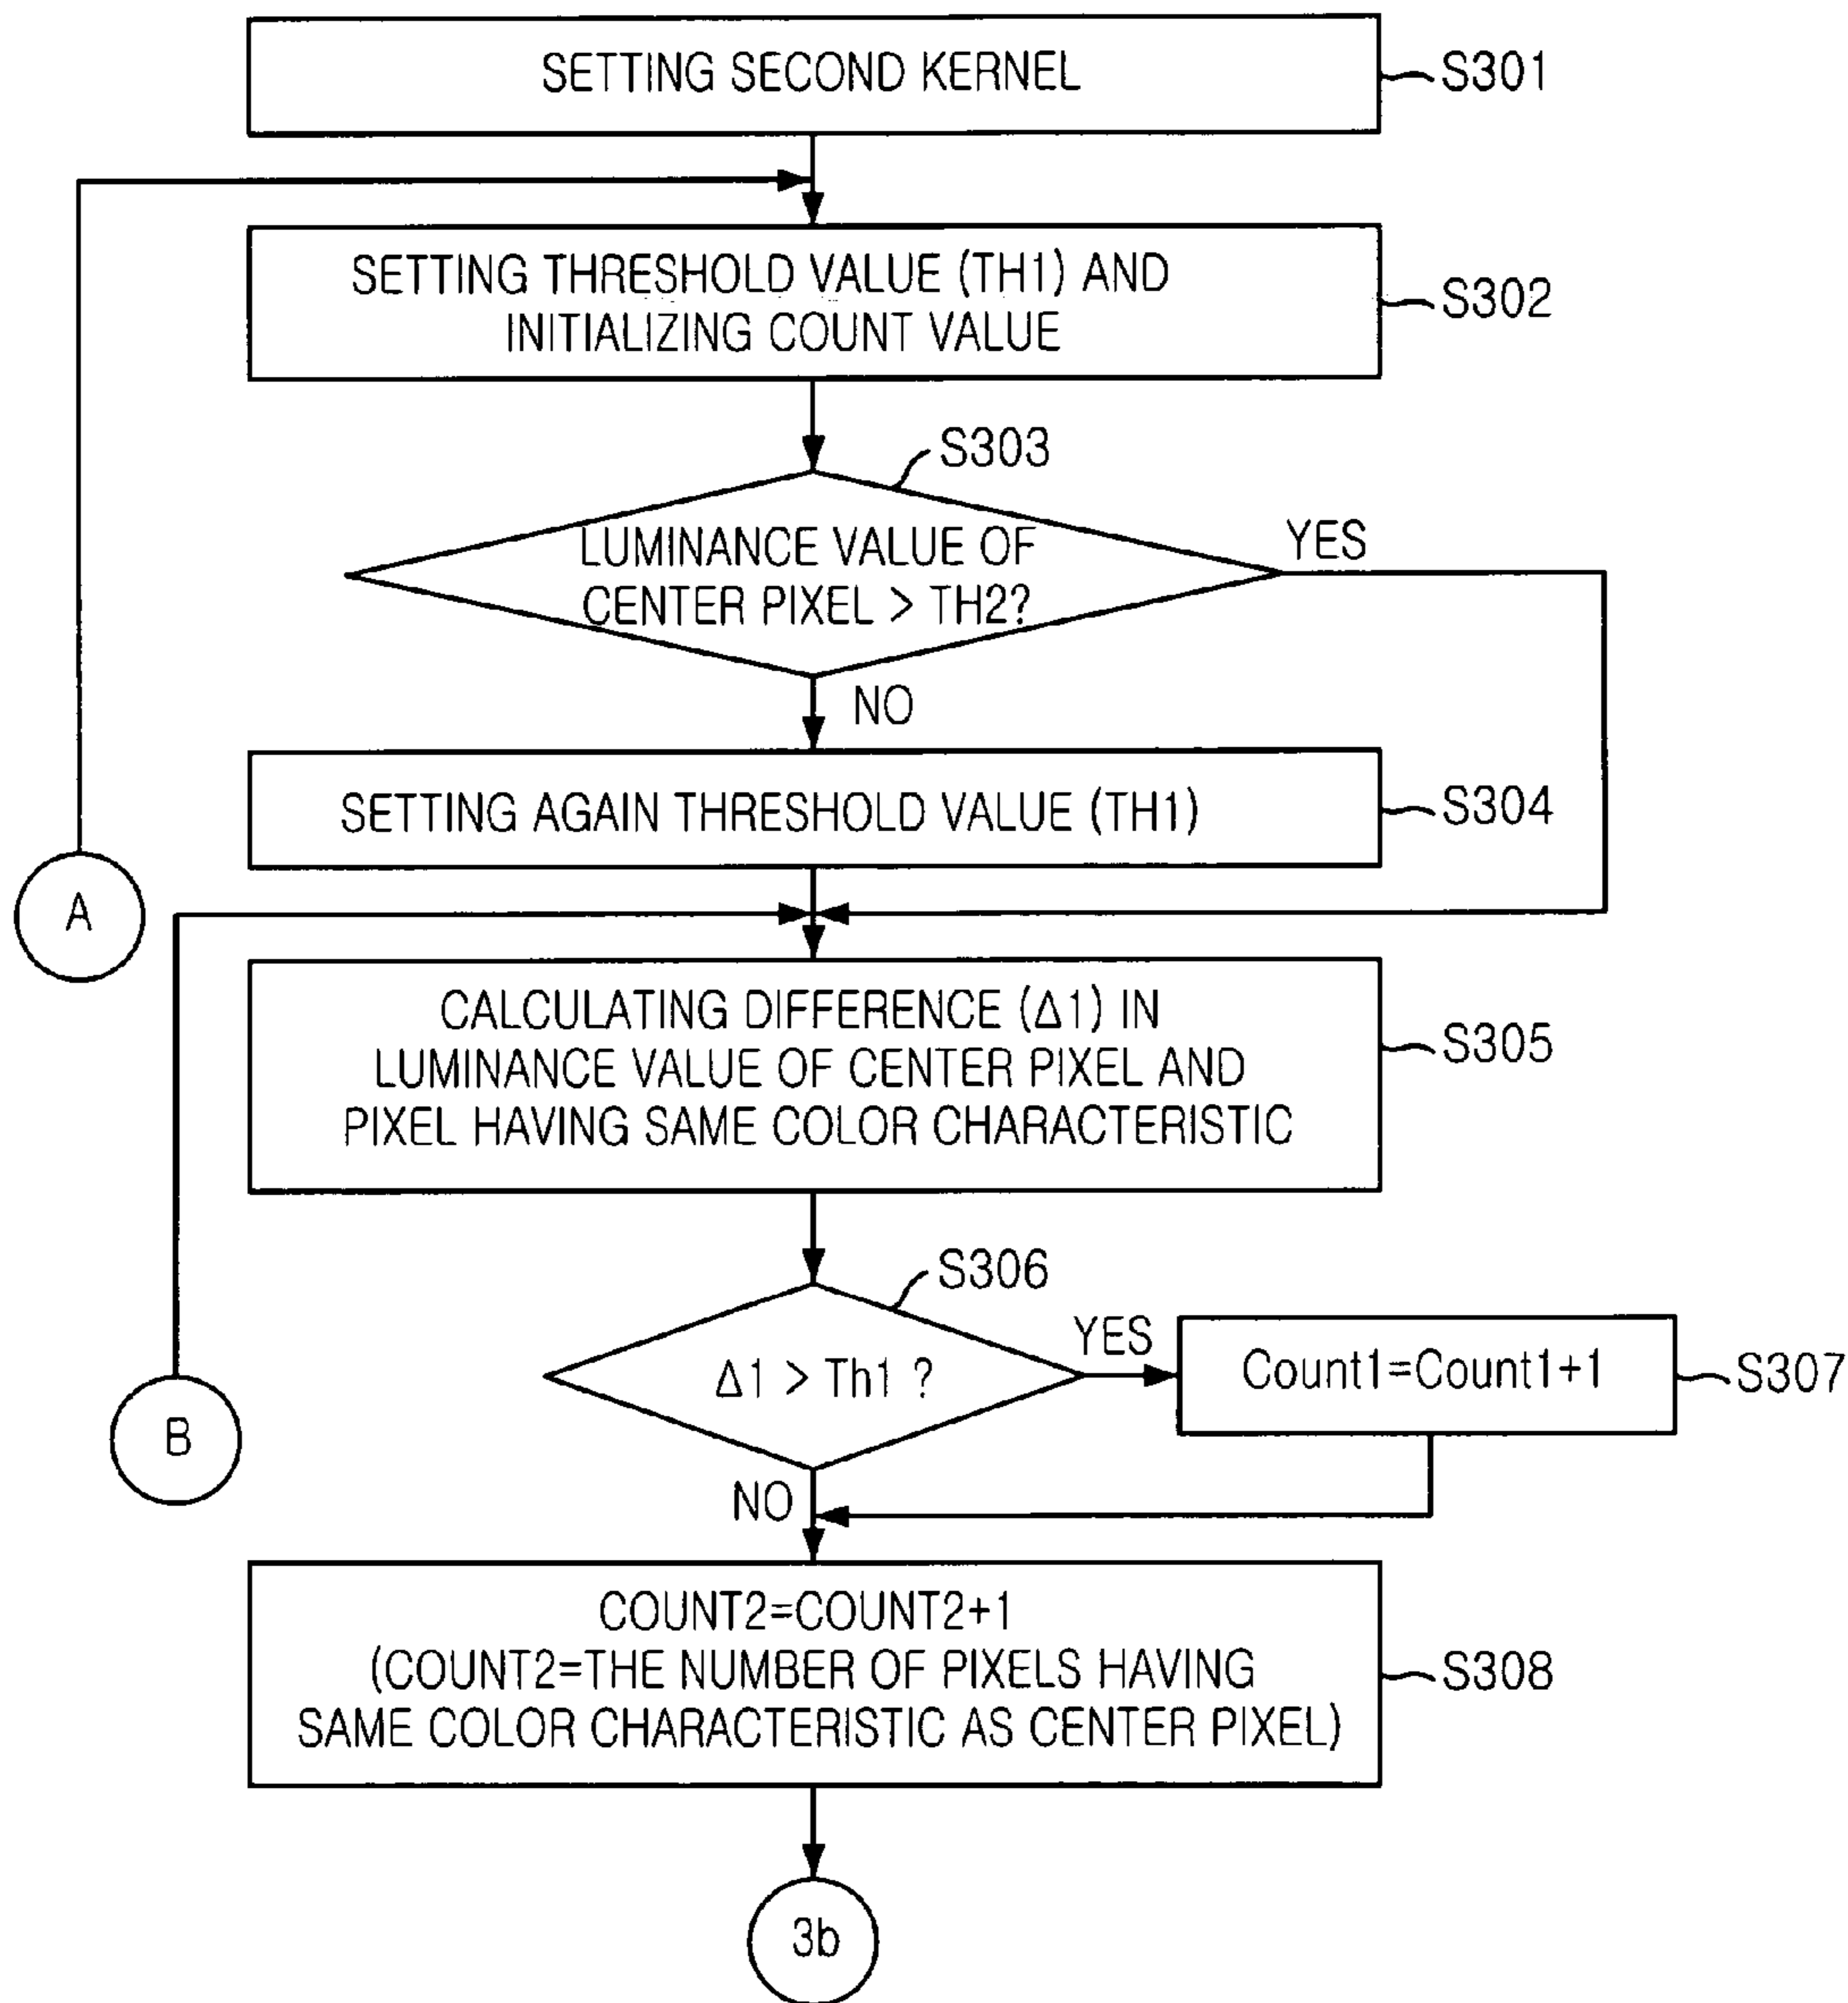 SETTING SECOND KERNEL
S301
SETTING THRESHOLD VALUE (TH1) AND
INITIALIZING COUNT VALUE
S302
S303
LUMINANCE VALUE OF
CENTER PIXEL > TH2?
YES
NO
SETTING AGAIN THRESHOLD VALUE (TH1)
S304
A
CALCULATING DIFFERENCE (Δ1) IN
LUMINANCE VALUE OF CENTER PIXEL AND
PIXEL HAVING SAME COLOR CHARACTERISTIC
S305
S306
Δ1 > Th1 ?
YES
Count1=Count1+1
S307
B
NO
COUNT2=COUNT2+1
(COUNT2=THE NUMBER OF PIXELS HAVING
SAME COLOR CHARACTERISTIC AS CENTER PIXEL)
S308
3b